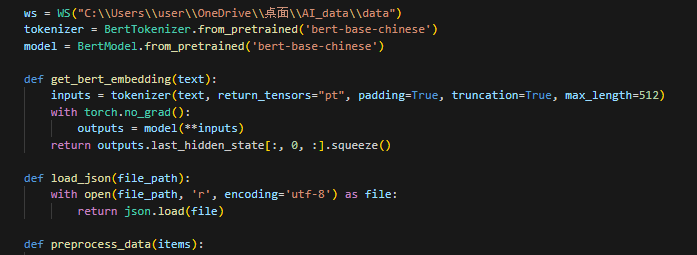 ws = WS("C:\\Users\\user\\OneDrive\\桌面\\AI_data\\data")
tokenizer = BertTokenizer.from_pretrained('bert-base-chinese')
model = BertModel.from_pretrained('bert-base-chinese')

def get_bert_embedding(text):
    inputs = tokenizer(text, return_tensors="pt", padding=True, truncation=True, max_length=512)
    with torch.no_grad():
        outputs = model(**inputs)
    return outputs.last_hidden_state[:, 0, :].squeeze()

def load_json(file_path):
    with open(file_path, 'r', encoding='utf-8') as file:
        return json.load(file)

def preprocess_data(items):